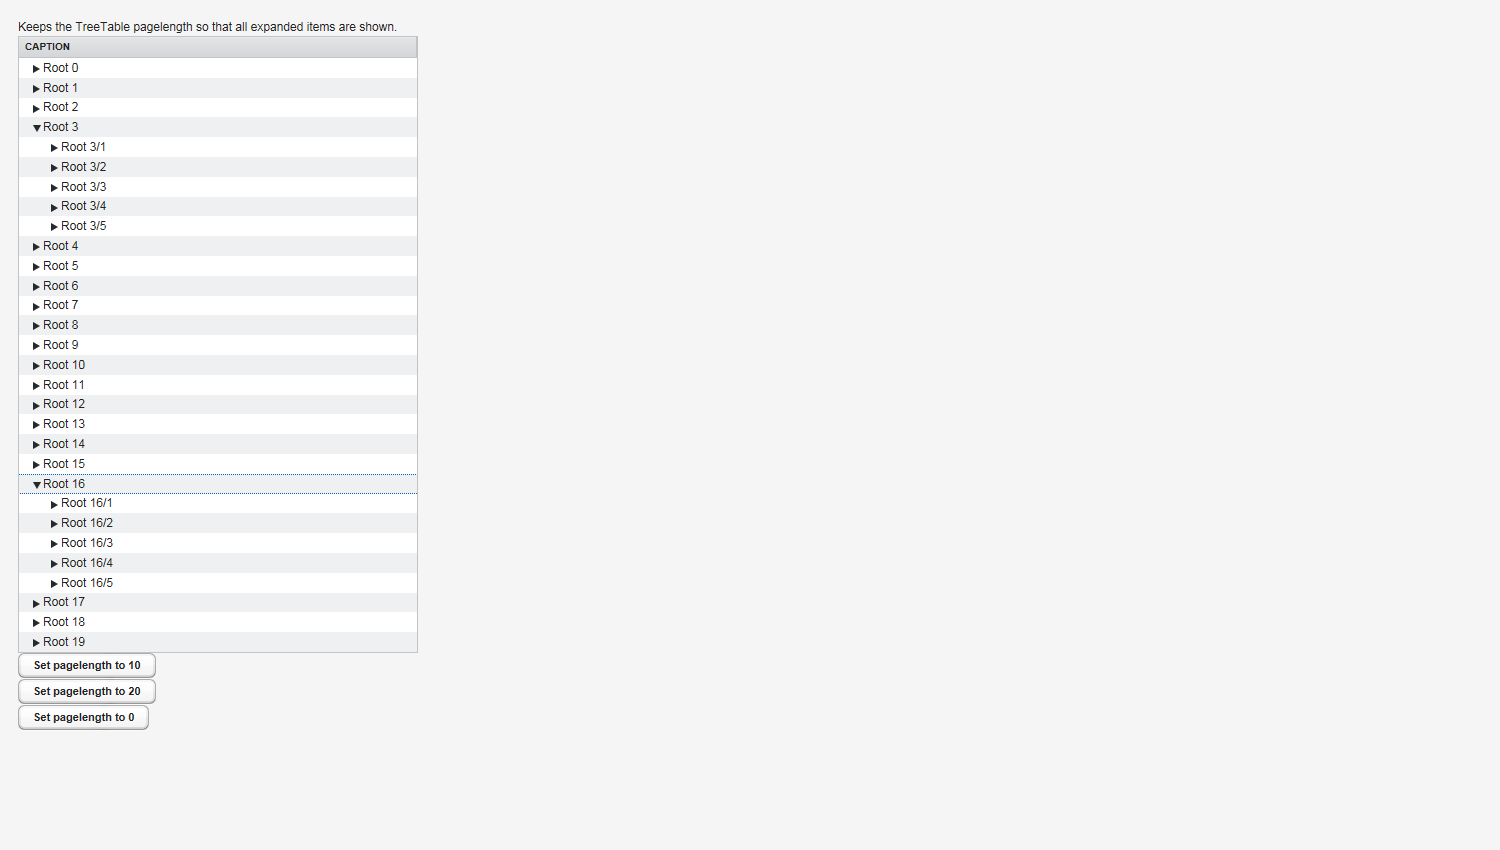 Keeps the TreeTable pagelength so that all expanded items are shown.
CAPTION
Root 0
Root 1
Root 2
Root 3
Root 3/1
Root 3/2
Root 3/3
Root 3/4
Root 3/5
Root 4
Root 5
Root 6
Root 7
Root 8
Root 9
Root 10
Root 11
Root 12
Root 13
Root 14
Root 15
Root 16
Root 16/1
Root 16/2
Root 16/3
Root 16/4
Root 16/5
Root 17
Root 18
Root 19
Set pagelength to 10
Set pagelength to 20
Set pagelength to 0